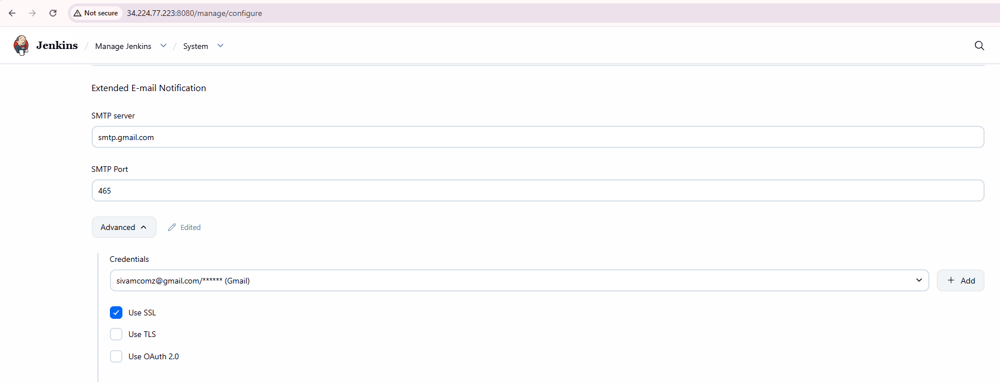 Not secure 34.224.77.223:8080/manage/configure
Jenkins / Manage Jenkins / System
Extended E-mail Notification
SMTP server
smtp.gmail.com
SMTP Port
465
Advanced Edited
Credentials
sivamcomz@gmail.com/****** (Gmail) + Add
Use SSL
Use TLS
Use OAuth 2.0